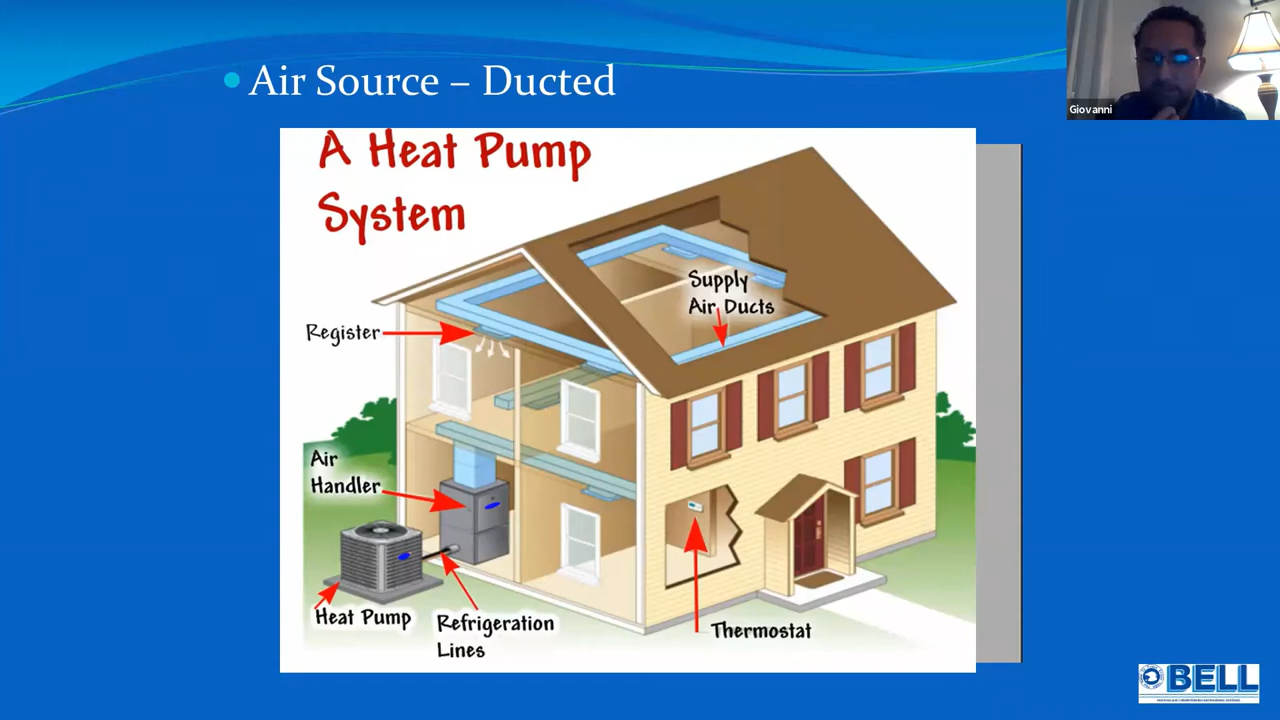 Air Source – Ducted
Giovanni
A Heat Pump
System
Supply
Air Ducts
Register
Air
Handler
Heat Pump
Refrigeration
Lines
Thermostat
BELL